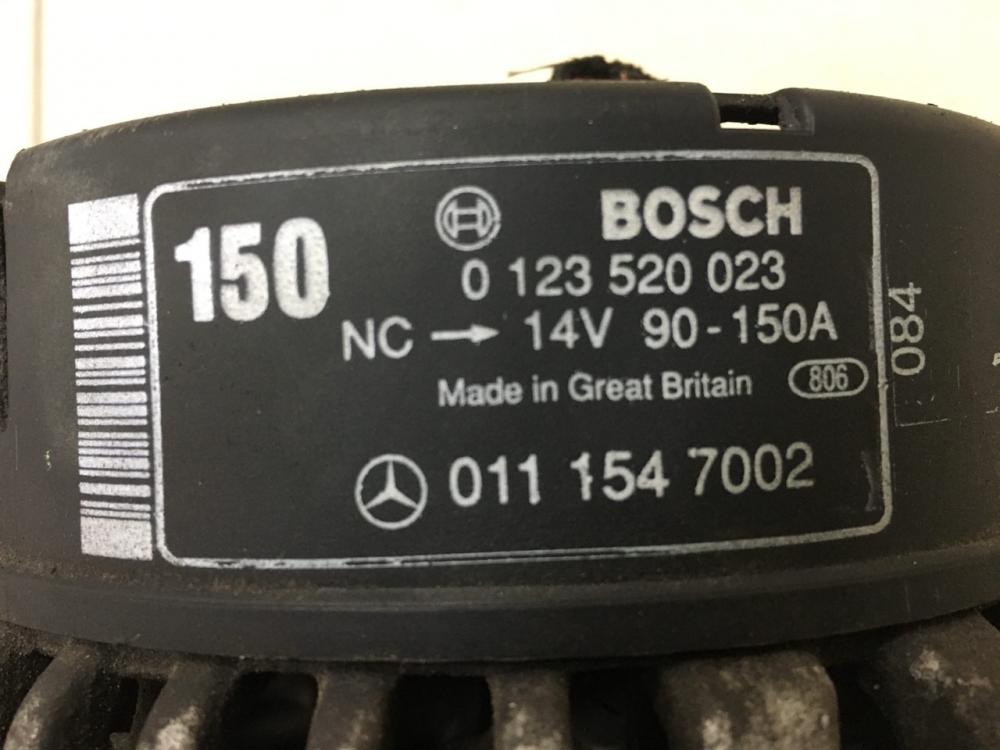 150
BOSCH
0 123 520 023
NC → 14V 90-150A
Made in Great Britain 806
011 154 7002
084